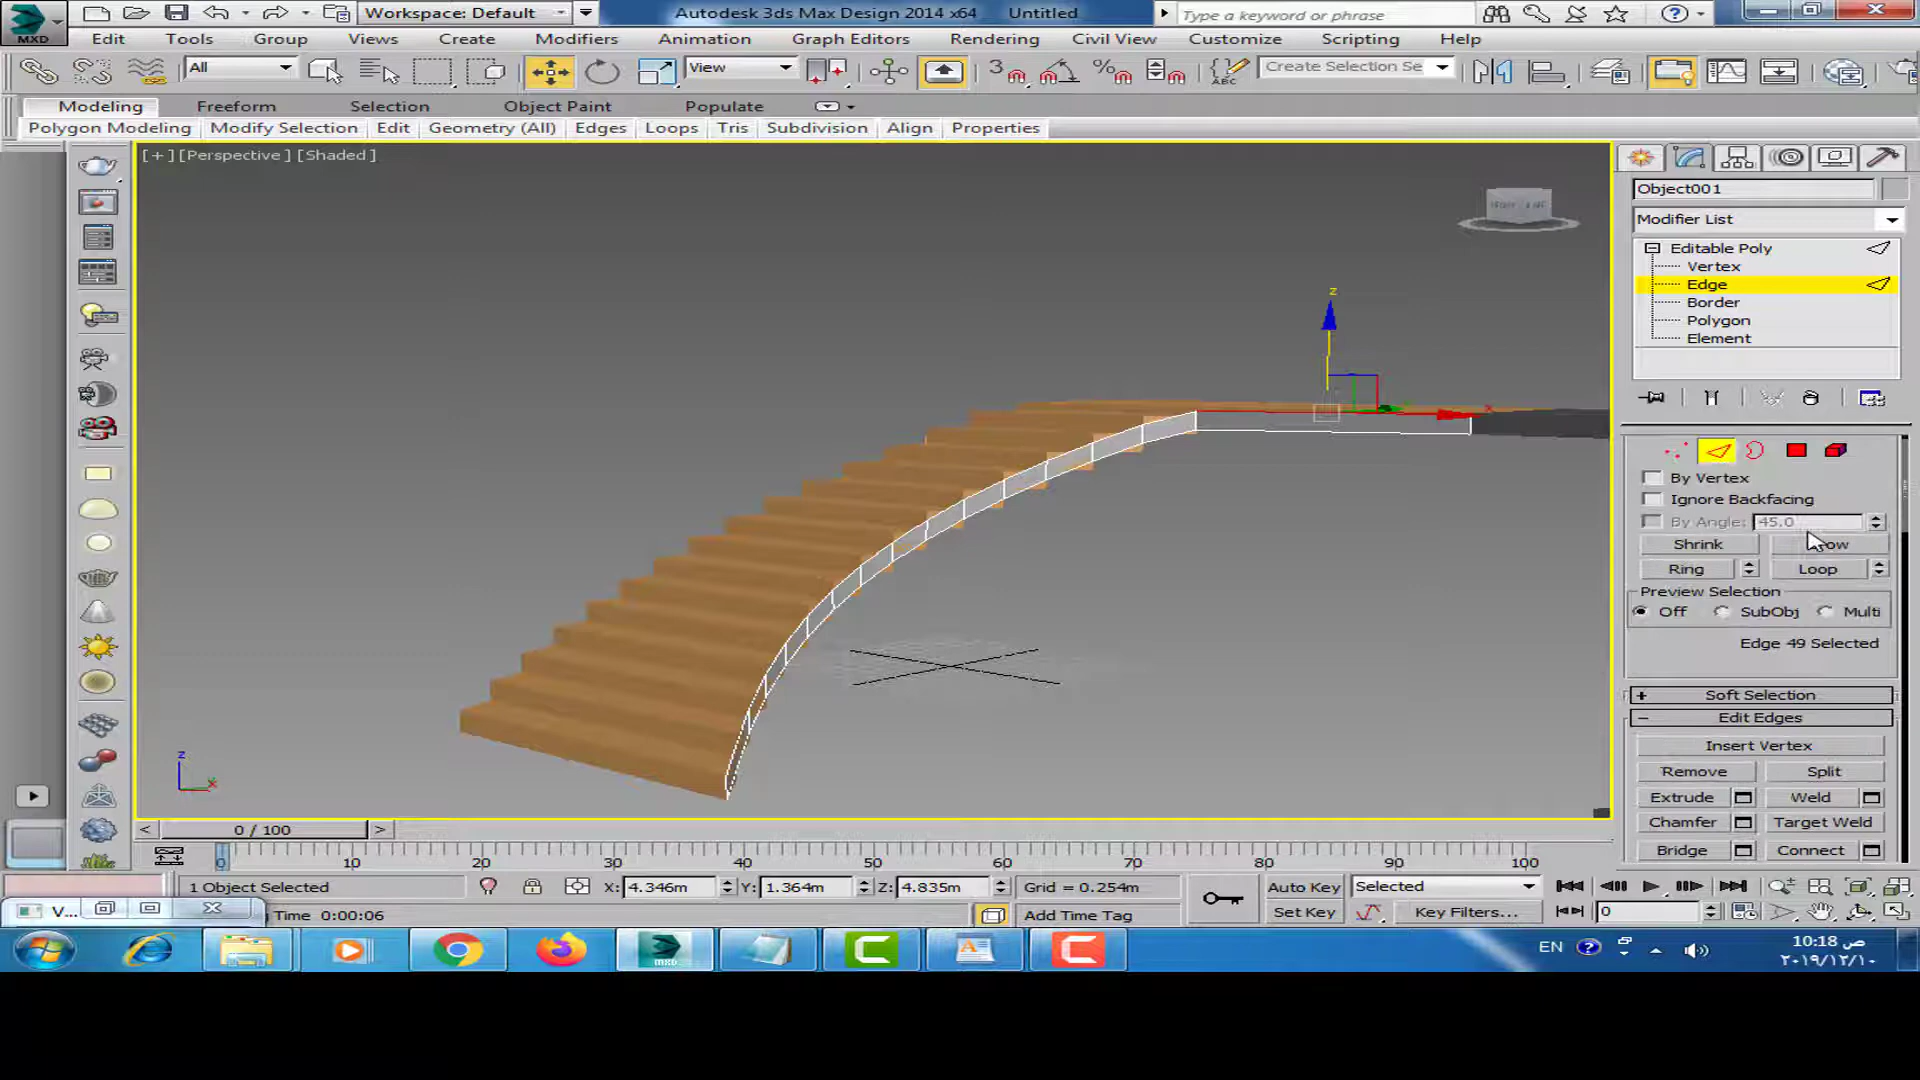 MXD
Workspace: Default
Autodesk 3ds Max Design 2014 x64
Untitled
Type a keyword or phrase
Edit
Tools
Group
Views
Create
Modifiers
Animation
Graph Editors
Rendering
Civil View
Customize
Scripting
Help
All
View
3
ABC
Create Selection Se
Modeling
Freeform
Selection
Object Paint
Populate
Polygon Modeling
Modify Selection
Edit
Geometry (All)
Edges
Loops
Tris
Subdivision
Align
Properties
[+] [Perspective] [Shaded]
z
x
z
x
Object001
Modifier List
Editable Poly
Vertex
Edge
Border
Polygon
Element
By Vertex
Ignore Backfacing
By Angle: 45.0
Shrink
Ring
Loop
Preview Selection
Off
SubObj
Multi
Edge 49 Selected
+ Soft Selection
- Edit Edges
Insert Vertex
Remove
Split
Extrude
Weld
Chamfer
Target Weld
Bridge
Connect
< 0 / 100 >
0 10 20 30 40 50 60 70 80 90 100
1 Object Selected
X: 4.346m
Y: 1.364m
Z: 4.835m
Grid = 0.254m
Auto Key
Selected
V...
Time 0:00:06
Add Time Tag
Set Key
Key Filters...
0
MXD
EN
10:18 ص
٢٠١٩/١٢/١٠